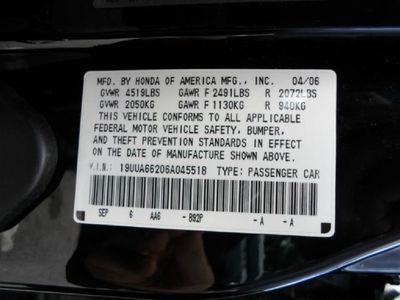 MFD. BY HONDA OF AMERICA MFG., INC. 04/06
GVWR 4519LBS GAWR F 2491LBS R 2072LBS
GVWR 2050KG GAWR F 1130KG R 940KG
THIS VEHICLE CONFORMS TO ALL APPLICABLE
FEDERAL MOTOR VEHICLE SAFETY, BUMPER,
AND THEFT PREVENTION STANDARDS IN EFFECT
ON THE DATE OF MANUFACTURE SHOWN ABOVE.
V.I.N.: 19UUA66206A045518 TYPE: PASSENGER CAR
SEP 6 AA6 - B92P -A -A